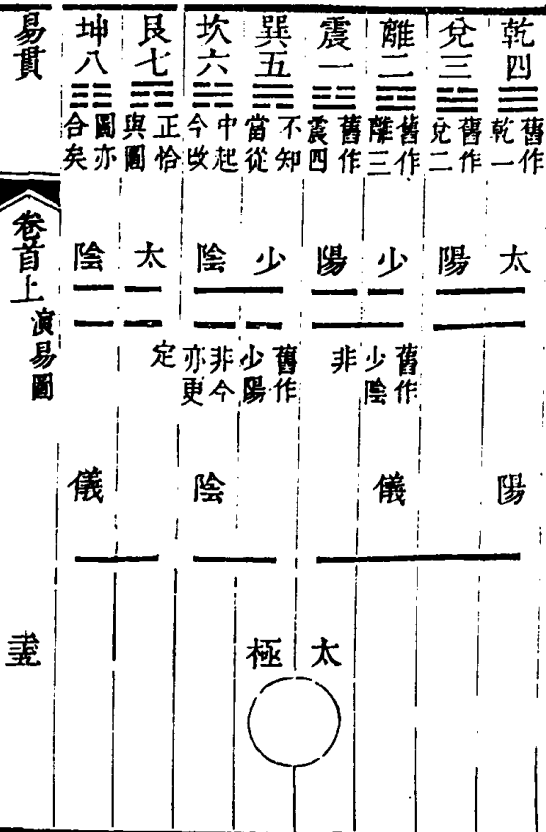 乾四
舊作
乾一
兌三
舊作
兌二
離二
舊作
離三
震一
舊作
震四
巽五
不知
當從
坎六
中起
今改
艮七
正恰
與圖
坤八
圖亦
合矣
太陽
少陽
少陰
太陰
舊作
少陰
非
舊作
少陽
非今
亦更
定
陽儀
陰儀
太極
易貫
卷首上
演易圖